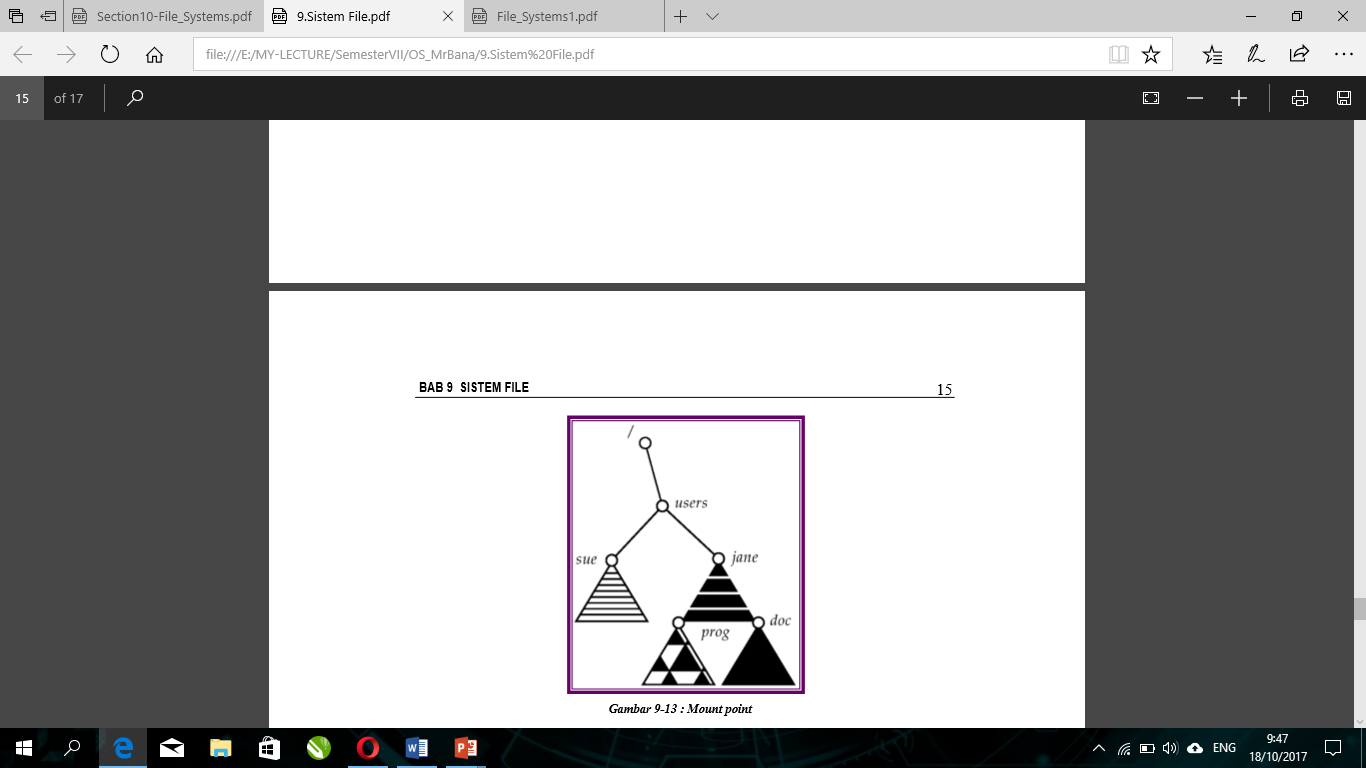 Section10-File_Systems.pdf
9.Sistem File.pdf
File_Systems1.pdf
file:///E:/MY-LECTURE/SemesterVII/OS_MrBana/9.Sistem%20File.pdf
15 of 17
BAB 9 SISTEM FILE 15
/
users
sue
jane
prog
doc
Gambar 9-13 : Mount point
ENG
9:47
18/10/2017